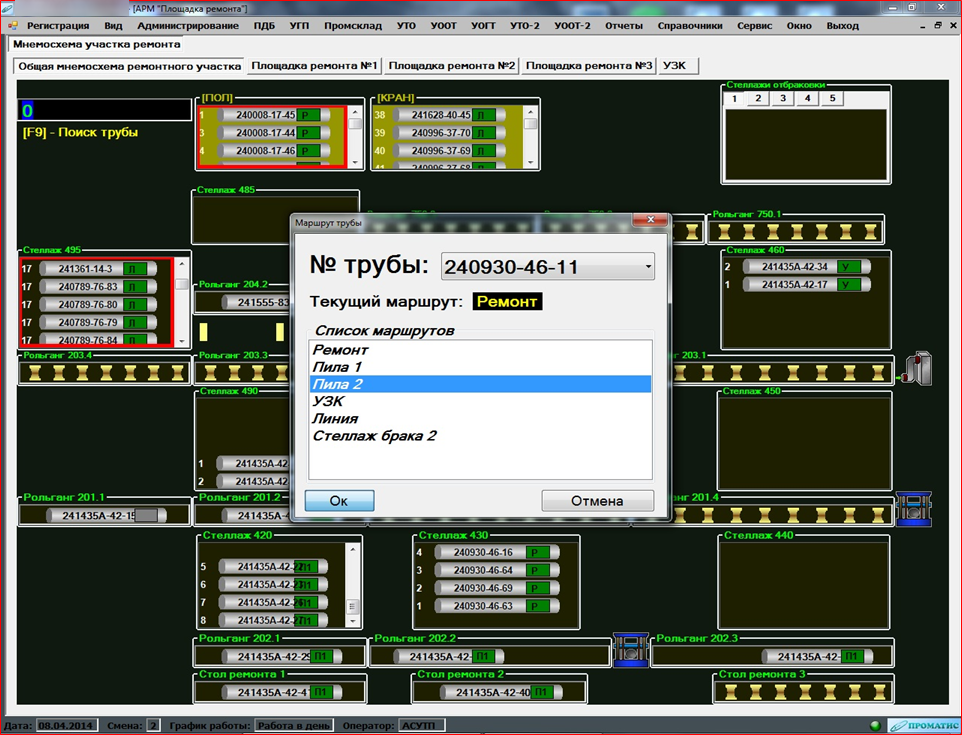 [АРМ "Площадка ремонта"]
Регистрация Вид Администрирование ПДБ УГП Промсклад УТО УООТ УОГТ УТО-2 УООТ-2 Отчеты Справочники Сервис Окно Выход
Мнемосхема участка ремонта
Общая мнемосхема ремонтного участка Площадка ремонта №1 Площадка ремонта №2 Площадка ремонта №3 УЗК
0
[F9] - Поиск трубы
[ПОП]
1 240008-17-45 Р
3 240008-17-44 Р
4 240008-17-46 Р
[КРАН]
38 241628-40-45 Л
39 240996-37-70 Л
40 240996-37-69 Л
41 240996-37-68
Стеллажи отбраковки
1 2 3 4 5
Стеллаж 485
Рольганг 750.1
Стеллаж 495
17 241361-14-3 Л
17 240789-76-83 Л
17 240789-76-80 Л
17 240789-76-79 Л
17 240789-76-84 Л
Рольганг 204.2
241555-83
Стеллаж 460
2 241435А-42-34 У
1 241435А-42-17 У
Маршрут трубы
№ трубы: 240930-46-11
Текущий маршрут: Ремонт
Список маршрутов
Ремонт
Пила 1
Пила 2
УЗК
Линия
Стеллаж брака 2
Ок Отмена
Рольганг 203.4
Рольганг 203.3
203.1
Стеллаж 490
1 241435А-42
2 241435А-42
Стеллаж 450
Рольганг 201.1
241435А-42-15
Рольганг 201.2
241435А-42
нг 201.4
Стеллаж 420
5 241435А-42-22 П1
6 241435А-42-23 П1
7 241435А-42-26 П1
8 241435А-42-27 П1
Стеллаж 430
4 240930-46-16 Р
3 240930-46-64 Р
2 240930-46-69 Р
1 240930-46-63 Р
Стеллаж 440
Рольганг 202.1
241435А-42-29 П1
Рольганг 202.2
241435А-42- П1
Рольганг 202.3
241435А-42- П1
Стол ремонта 1
241435А-42-4 П1
Стол ремонта 2
241435А-42-40 П1
Стол ремонта 3
Дата: 08.04.2014 Смена: 2 График работы: Работа в день Оператор: АСУТП
ПРОМАТИС